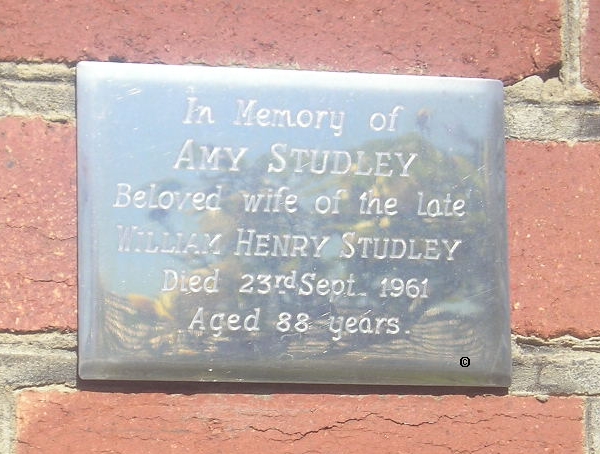 In Memory of
AMY STUDLEY
Beloved wife of the late
WILLIAM HENRY STUDLEY
Died 23rd Sept. 1961
Aged 88 years.
©